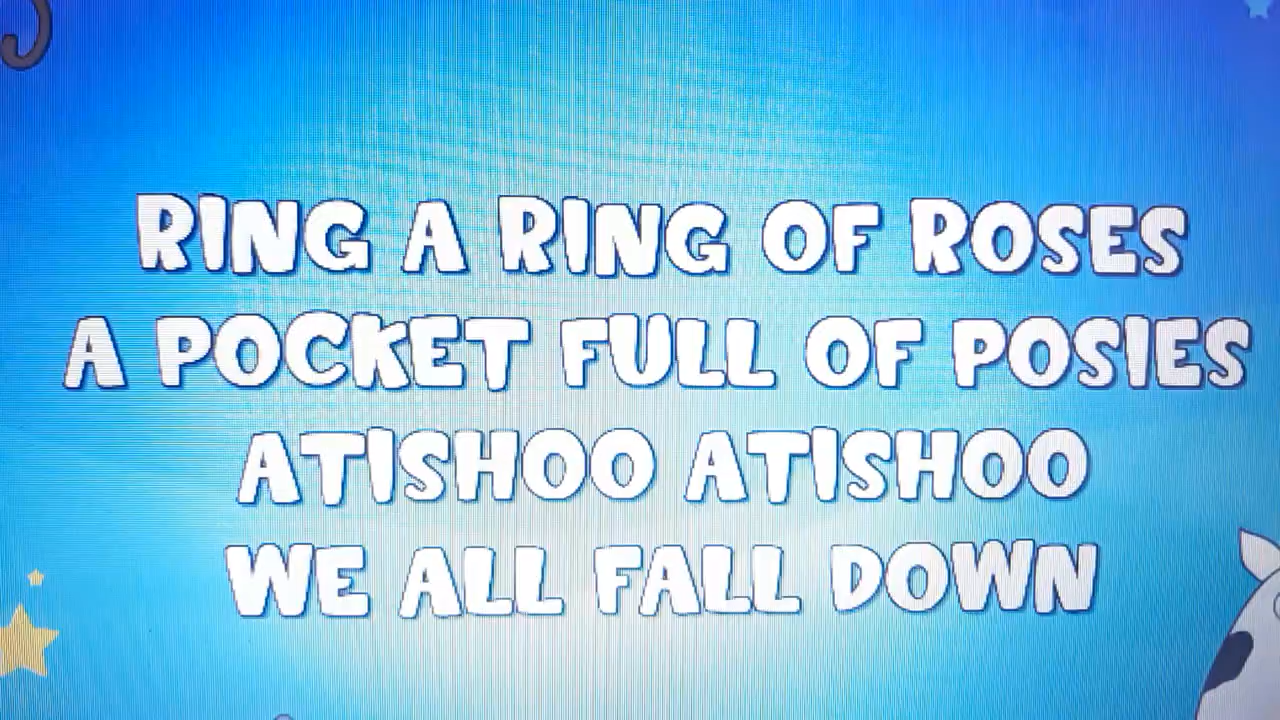 RING A RING OF ROSES
A POCKET FULL OF POSIES
ATISHOO ATISHOO
WE ALL FALL DOWN